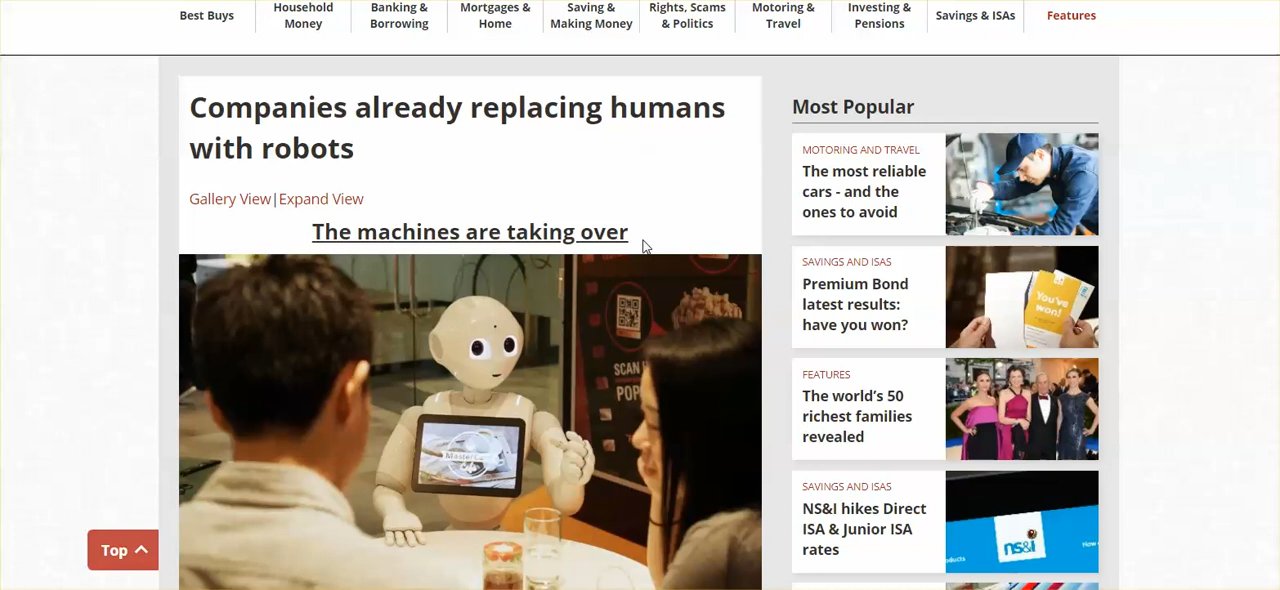 Best Buys
Household
Money
Banking &
Borrowing
Mortgages &
Home
Saving &
Making Money
Rights, Scams
& Politics
Motoring &
Travel
Investing &
Pensions
Savings & ISAs
Features
Companies already replacing humans
with robots
Gallery View|Expand View
The machines are taking over
SCAN
POP
Top
Most Popular
MOTORING AND TRAVEL
The most reliable
cars - and the
ones to avoid
SAVINGS AND ISAS
Premium Bond
latest results:
have you won?
You've
won!
FEATURES
The world’s 50
richest families
revealed
SAVINGS AND ISAS
NS&I hikes Direct
ISA & Junior ISA
rates
ns&i